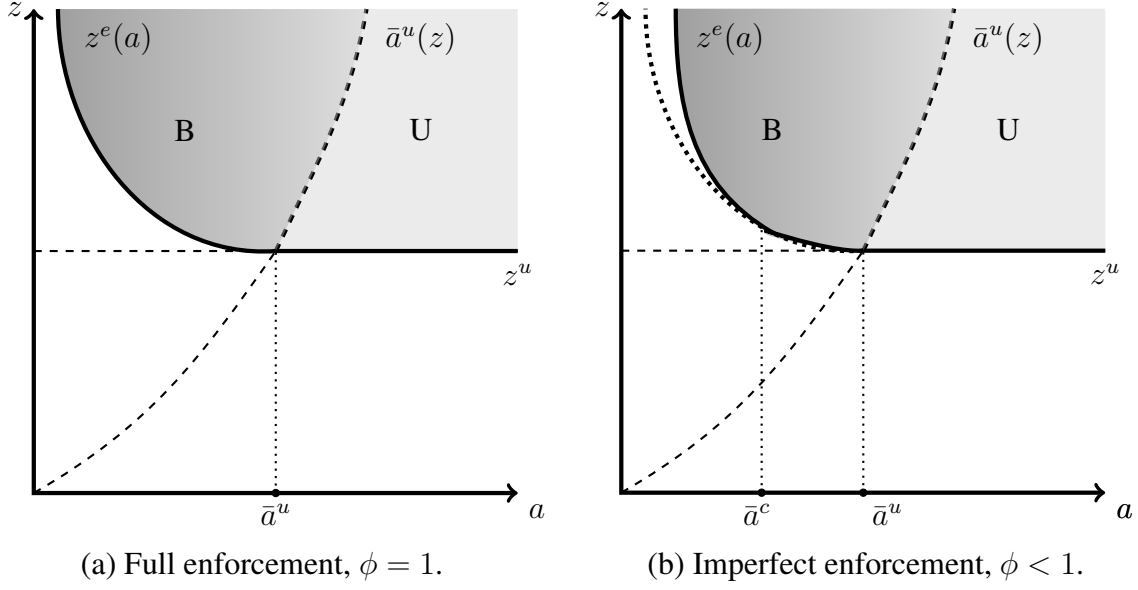 z
z^e(a)
ā^u(z)
B
U
z^u
ā^u
a
(a) Full enforcement, ϕ = 1.
z
z^e(a)
ā^u(z)
B
U
z^u
ā^c
ā^u
a
(b) Imperfect enforcement, ϕ < 1.